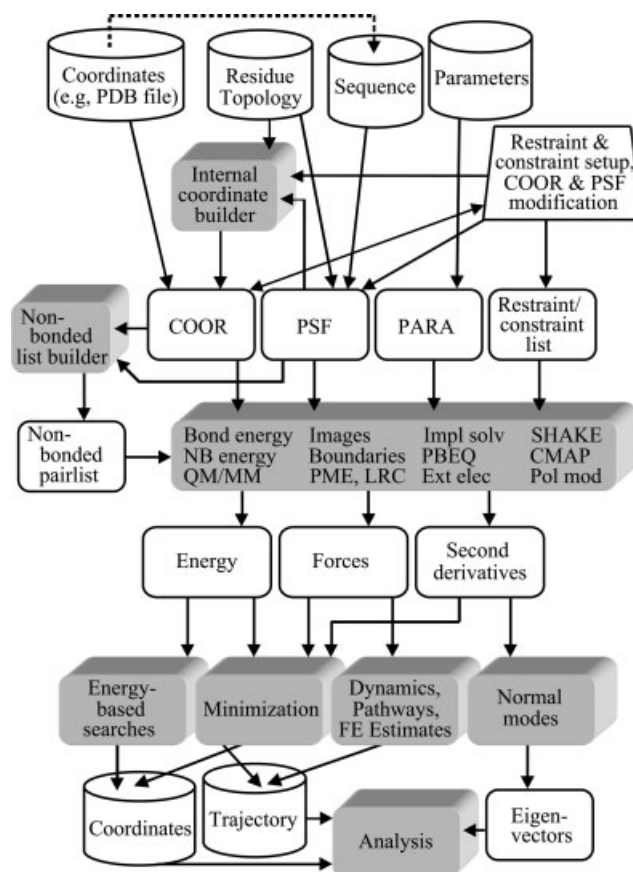 Coordinates
(e.g, PDB file)
Residue
Topology
Sequence
Parameters
Restraint &
constraint setup,
COOR & PSF
modification
Internal
coordinate
builder
Non-
bonded
list builder
COOR
PSF
PARA
Restraint/
constraint
list
Non-
bonded
pairlist
Bond energy
NB energy
QM/MM
Images
Boundaries
PME, LRC
Impl solv
PBEQ
Ext elec
SHAKE
CMAP
Pol mod
Energy
Forces
Second
derivatives
Energy-
based
searches
Minimization
Dynamics,
Pathways,
FE Estimates
Normal
modes
Coordinates
Trajectory
Analysis
Eigen-
vectors